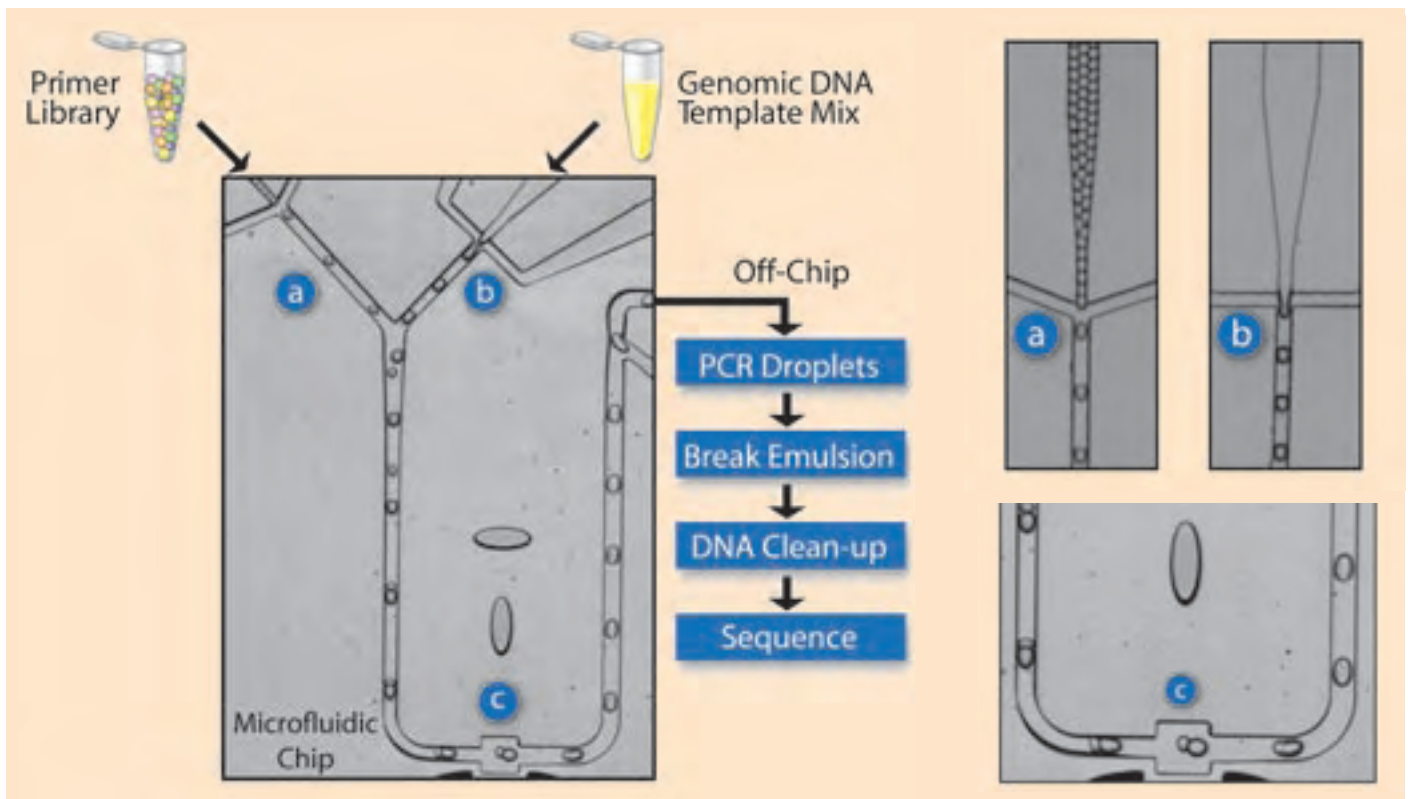 Primer
Library
Genomic DNA
Template Mix
a
b
Off-Chip
PCR Droplets
Break Emulsion
DNA Clean-up
Sequence
c
Microfluidic
Chip
a
b
c